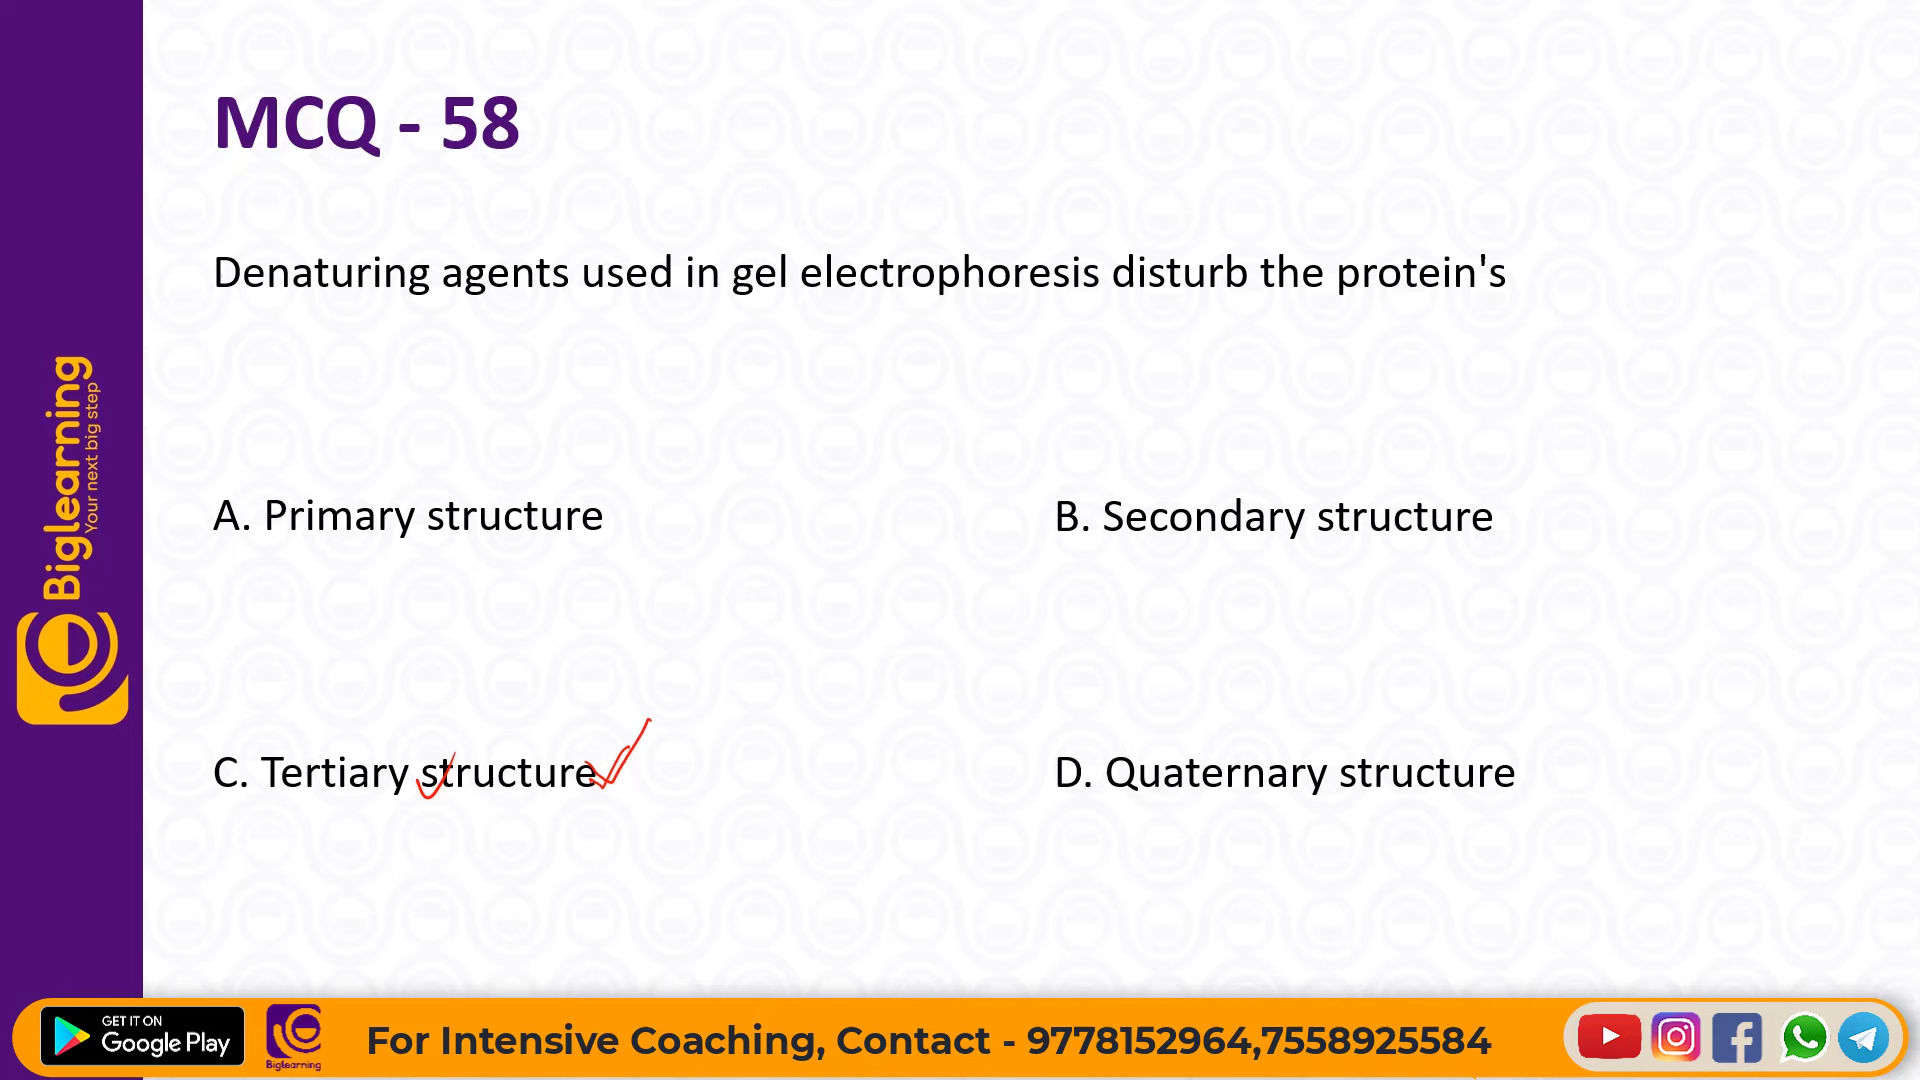 MCQ - 58
Denaturing agents used in gel electrophoresis disturb the protein's
A. Primary structure
B. Secondary structure
C. Tertiary structure
D. Quaternary structure
Biglearning
Your next big step
GET IT ON
Google Play
Biglearning
For Intensive Coaching, Contact - 9778152964,7558925584